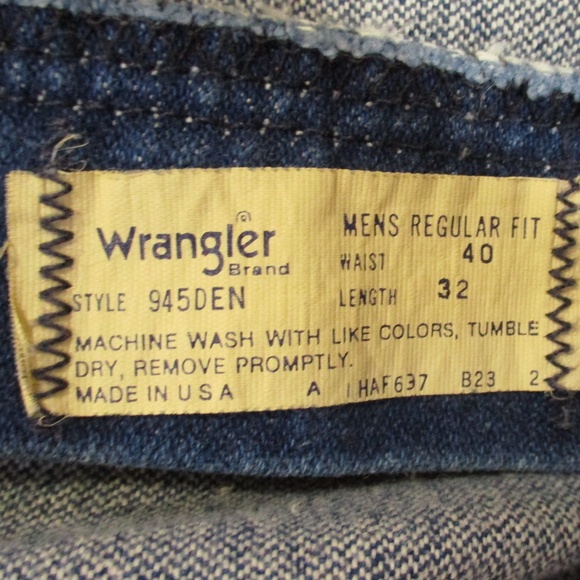 Wrangler
Brand
MENS REGULAR FIT
WAIST 40
STYLE 945DEN
LENGTH 32
MACHINE WASH WITH LIKE COLORS, TUMBLE
DRY, REMOVE PROMPTLY.
MADE IN USA A HAF637 B23 2